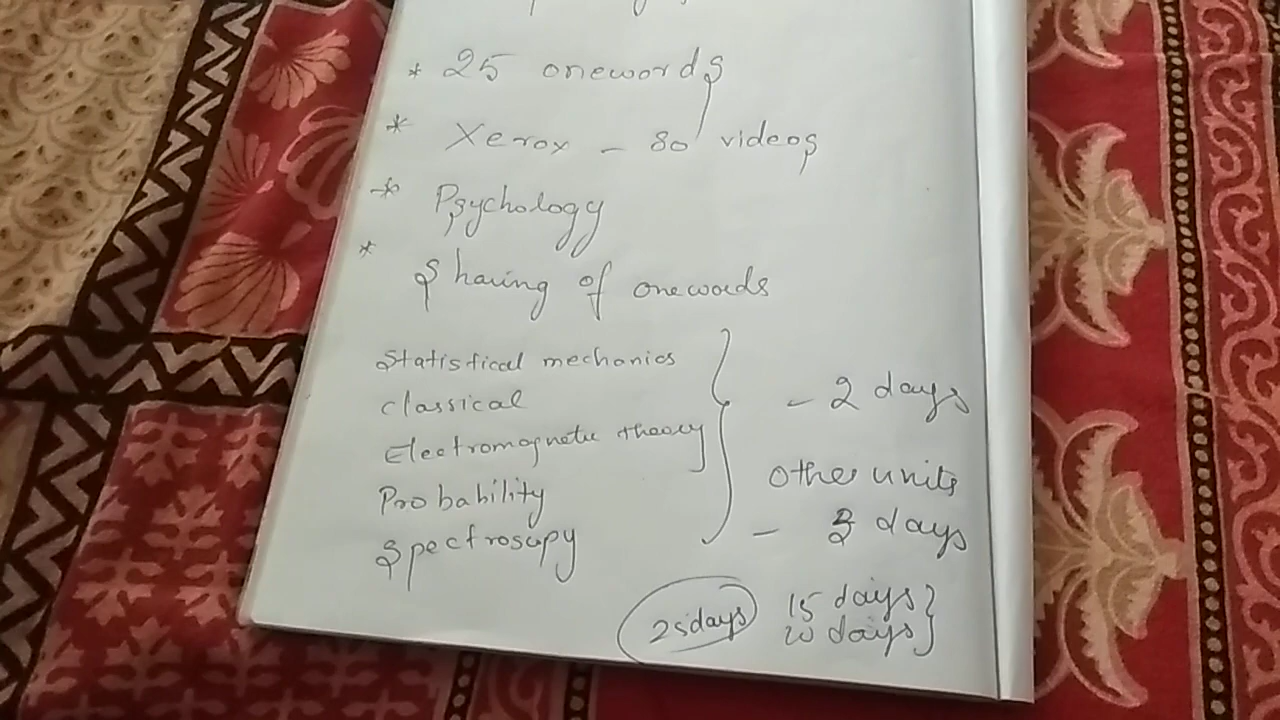 * 25 onewords
* Xerox - 80 videos
* Psychology
* Sharing of onewords
Statistical mechanics
classical
Electromagnetic theory
- 2 days
Probability
other units
Spectroscopy
- 3 days
25 days
15 days
20 days